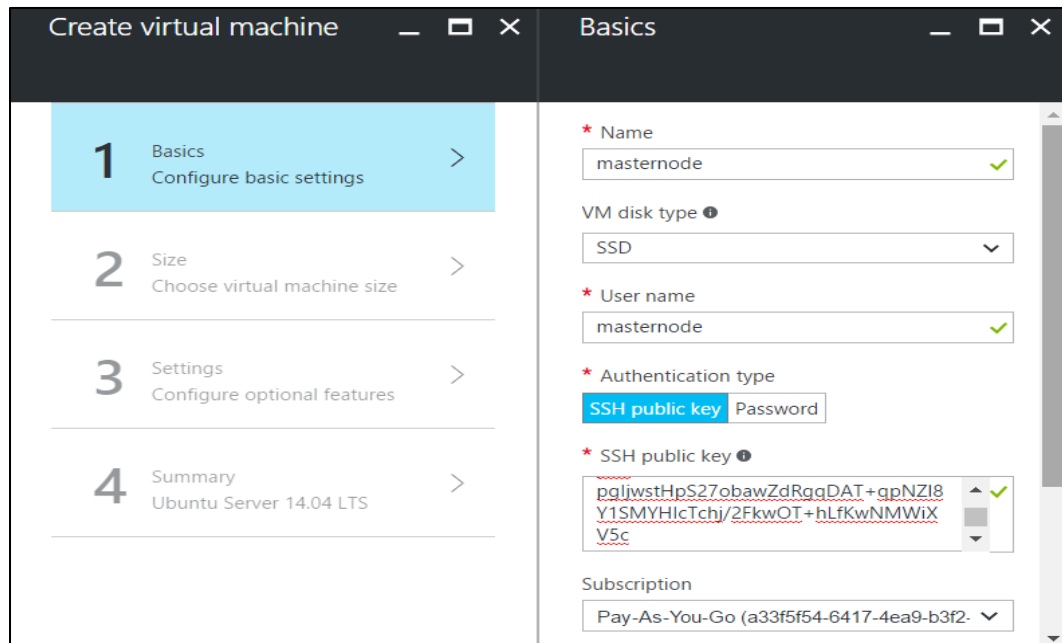 Create virtual machine
1
Basics
Configure basic settings
2
Size
Choose virtual machine size
3
Settings
Configure optional features
4
Summary
Ubuntu Server 14.04 LTS
Basics
* Name
masternode
VM disk type
SSD
* User name
masternode
* Authentication type
SSH public key Password
* SSH public key
pgIjwstHpS27obawZdRgqDAT+qpNZI8
Y1SMYHIcTchj/2FkwOT+hLfKwNMWiX
V5c
Subscription
Pay-As-You-Go (a33f5f54-6417-4ea9-b3f2-